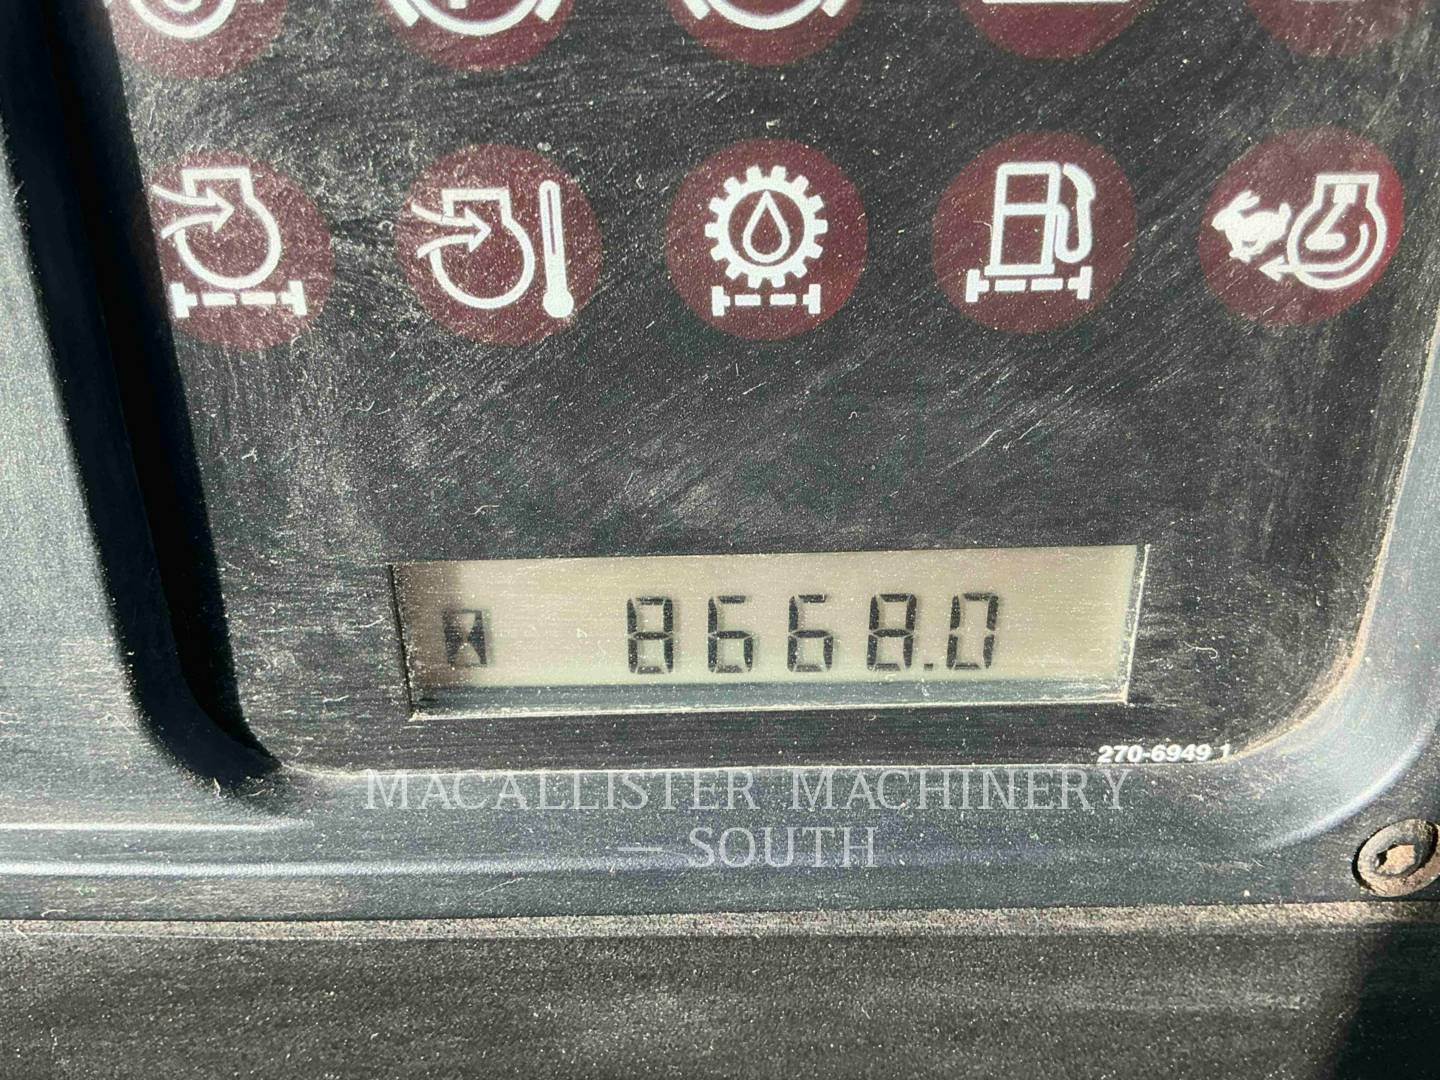 8668.0
270-6949 1
MACALLISTER MACHINERY
— SOUTH